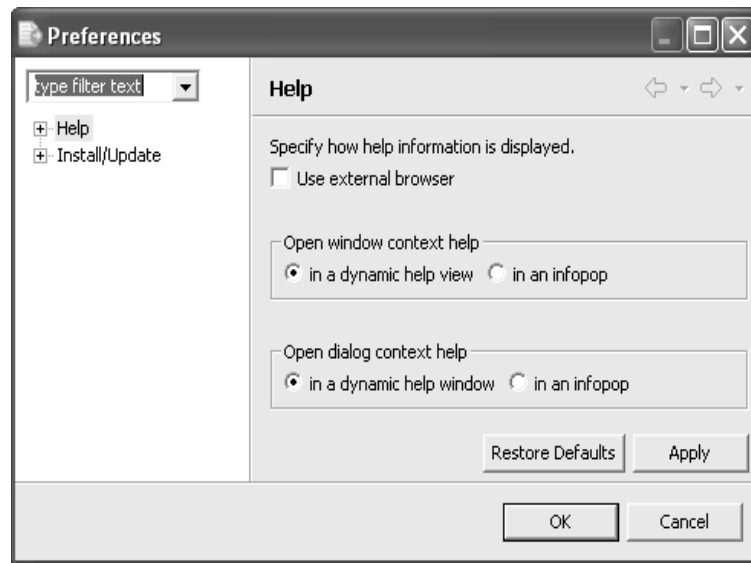 Preferences
type filter text
Help
Install/Update
Help
Specify how help information is displayed.
Use external browser
Open window context help
in a dynamic help view in an infopop
Open dialog context help
in a dynamic help window in an infopop
Restore Defaults Apply
OK Cancel